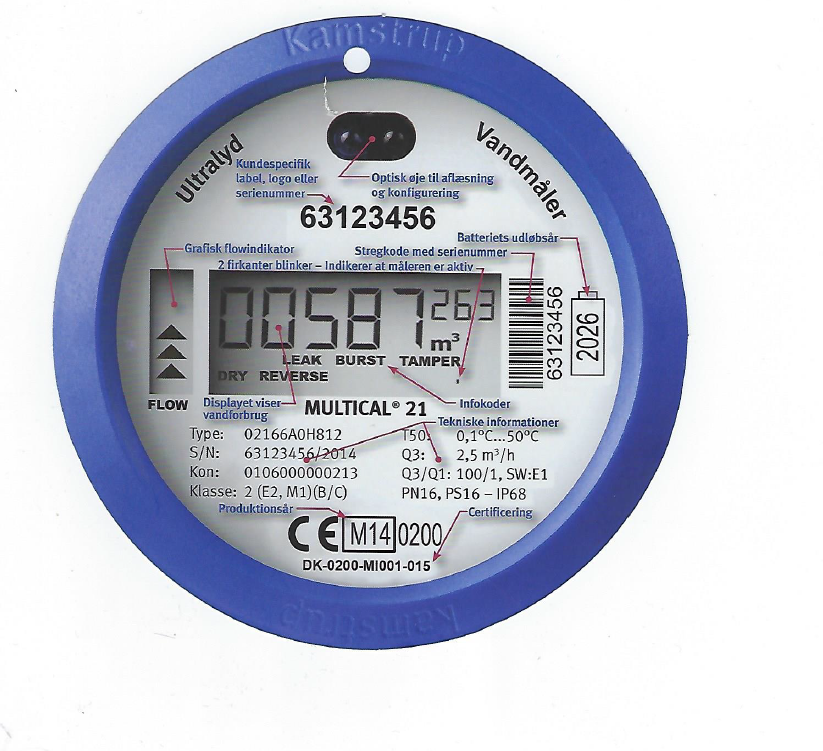 Kamstrup
Ultralyd
Vandmåler
Kundespecifik
label, logo eller
serienummer
Optisk øje til aflæsning
og konfigurering
63123456
Batteriets udløbsår
Grafisk flowindikator
Stregkode med serienummer
2 firkanter blinker – Indikerer at måleren er aktiv
00587263
m³
LEAK BURST TAMPER
DRY REVERSE
63123456
2026
FLOW
Displayet viser
vandforbrug
MULTICAL® 21
Infokoder
Tekniske informationer
Type: 02166A0H812
T50: 0,1°C...50°C
S/N: 63123456/2014
Q3: 2,5 m³/h
Kon: 0106000000213
Q3/Q1: 100/1, SW:E1
Klasse: 2 (E2, M1)(B/C)
PN16, PS16 – IP68
Produktionsår
Certificering
CE M14 0200
DK-0200-MI001-015
Kamstrup